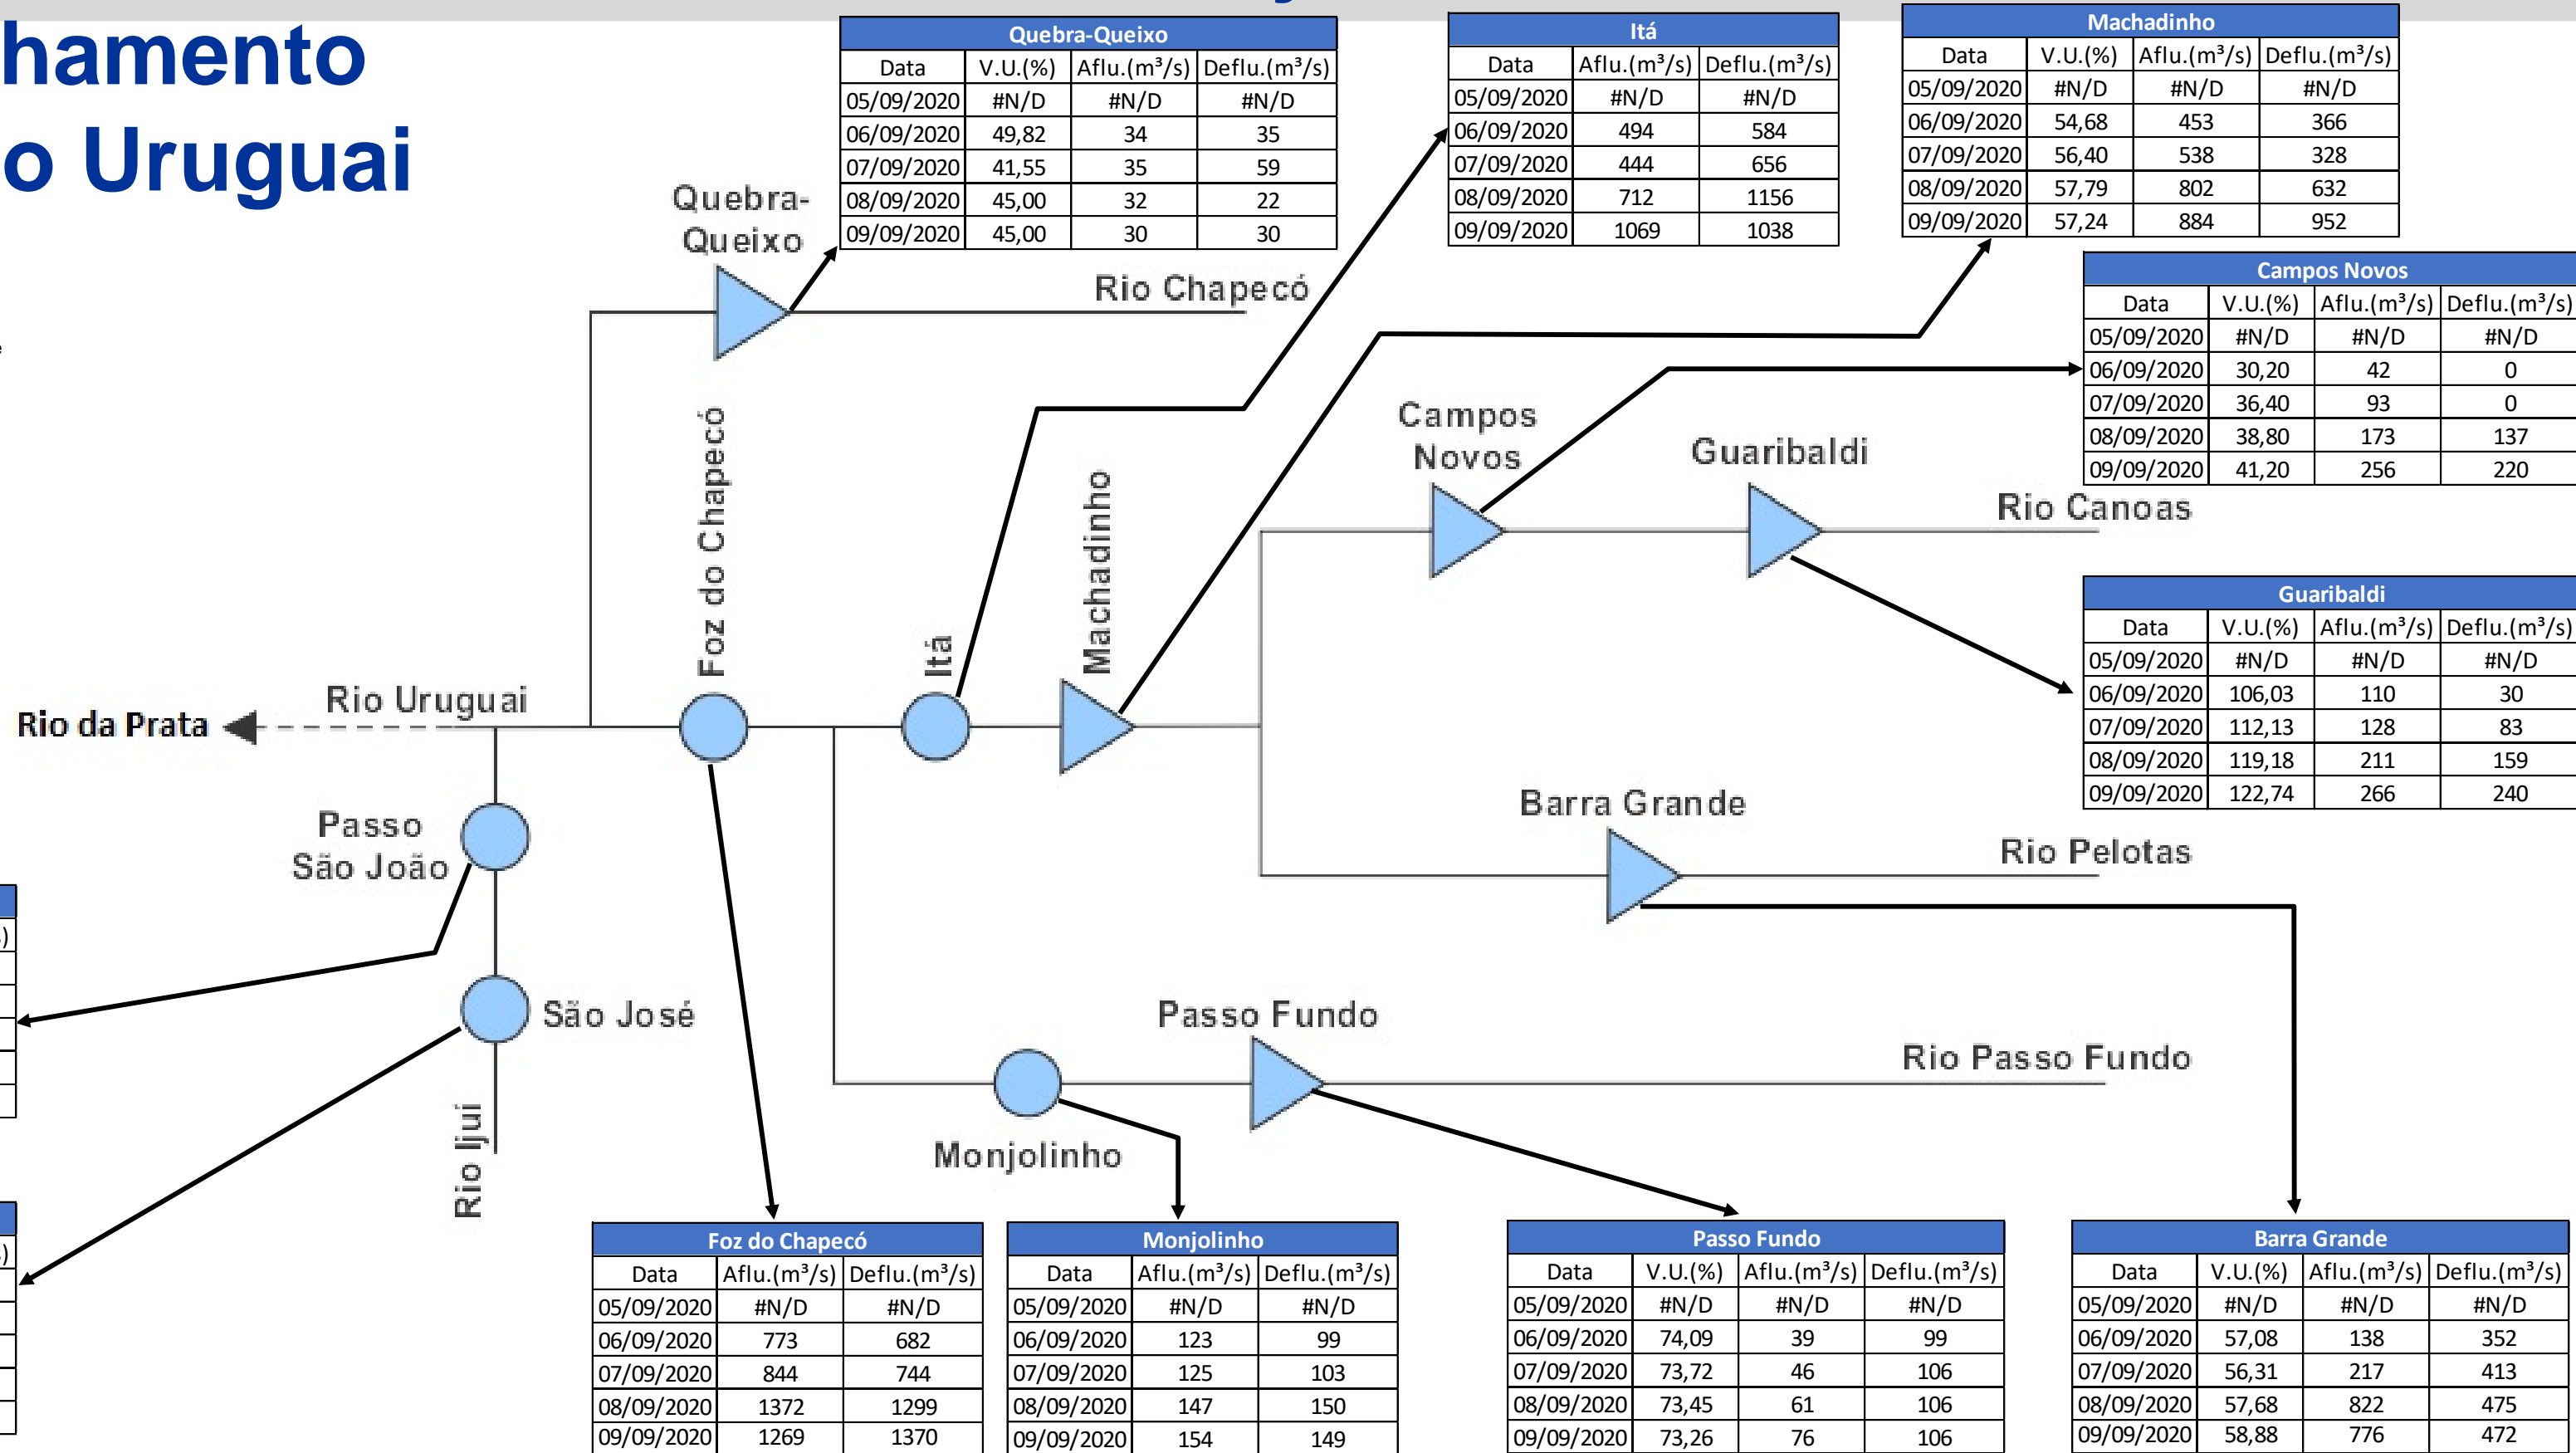 hamento
o Uruguai
Quebra-Queixo
Data V.U.(%) Aflu.(m³/s) Deflu.(m³/s)
05/09/2020 #N/D #N/D #N/D
06/09/2020 49,82 34 35
07/09/2020 41,55 35 59
08/09/2020 45,00 32 22
09/09/2020 45,00 30 30
Itá
Data Aflu.(m³/s) Deflu.(m³/s)
05/09/2020 #N/D #N/D
06/09/2020 494 584
07/09/2020 444 656
08/09/2020 712 1156
09/09/2020 1069 1038
Machadinho
Data V.U.(%) Aflu.(m³/s) Deflu.(m³/s)
05/09/2020 #N/D #N/D #N/D
06/09/2020 54,68 453 366
07/09/2020 56,40 538 328
08/09/2020 57,79 802 632
09/09/2020 57,24 884 952
Campos Novos
Data V.U.(%) Aflu.(m³/s) Deflu.(m³/s)
05/09/2020 #N/D #N/D #N/D
06/09/2020 30,20 42 0
07/09/2020 36,40 93 0
08/09/2020 38,80 173 137
09/09/2020 41,20 256 220
Quebra-
Queixo
Rio Chapecó
Foz do Chapecó
Itá
Machadinho
Campos
Novos
Guaribaldi
Rio Canoas
Guaribaldi
Data V.U.(%) Aflu.(m³/s) Deflu.(m³/s)
05/09/2020 #N/D #N/D #N/D
06/09/2020 106,03 110 30
07/09/2020 112,13 128 83
08/09/2020 119,18 211 159
09/09/2020 122,74 266 240
Rio da Prata
Rio Uruguai
Passo
São João
Barra Grande
Rio Pelotas
São José
Rio Ijuí
Passo Fundo
Rio Passo Fundo
Monjolinho
Foz do Chapecó
Data Aflu.(m³/s) Deflu.(m³/s)
05/09/2020 #N/D #N/D
06/09/2020 773 682
07/09/2020 844 744
08/09/2020 1372 1299
09/09/2020 1269 1370
Monjolinho
Data Aflu.(m³/s) Deflu.(m³/s)
05/09/2020 #N/D #N/D
06/09/2020 123 99
07/09/2020 125 103
08/09/2020 147 150
09/09/2020 154 149
Passo Fundo
Data V.U.(%) Aflu.(m³/s) Deflu.(m³/s)
05/09/2020 #N/D #N/D #N/D
06/09/2020 74,09 39 99
07/09/2020 73,72 46 106
08/09/2020 73,45 61 106
09/09/2020 73,26 76 106
Barra Grande
Data V.U.(%) Aflu.(m³/s) Deflu.(m³/s)
05/09/2020 #N/D #N/D #N/D
06/09/2020 57,08 138 352
07/09/2020 56,31 217 413
08/09/2020 57,68 822 475
09/09/2020 58,88 776 472